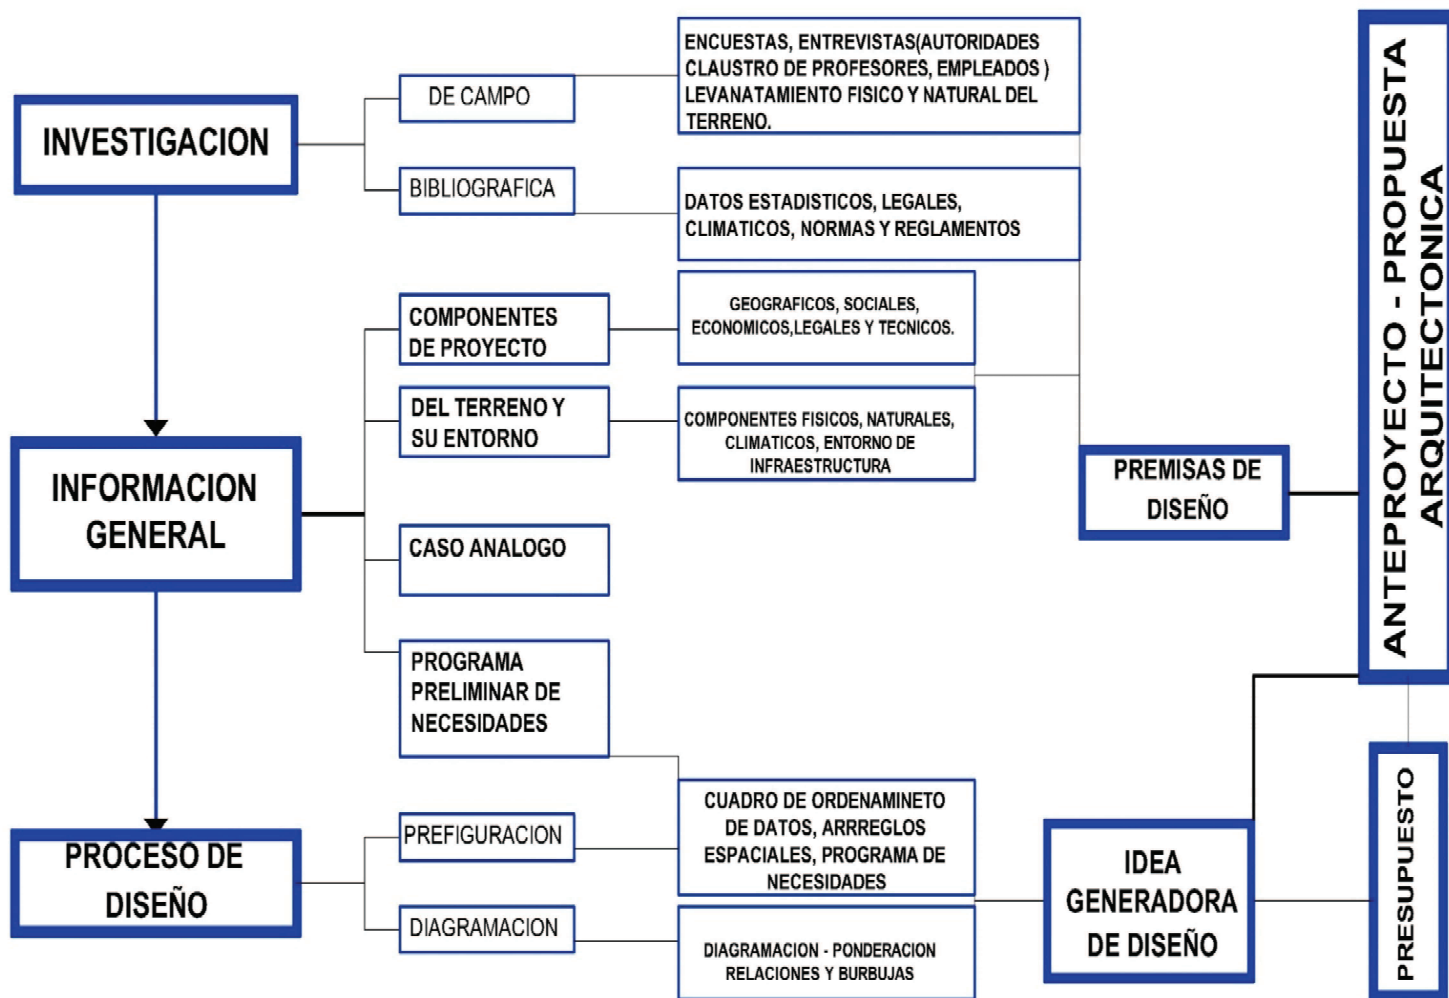 INVESTIGACION
DE CAMPO
ENCUESTAS, ENTREVISTAS(AUTORIDADES
CLAUSTRO DE PROFESORES, EMPLEADOS )
LEVANATAMIENTO FISICO Y NATURAL DEL
TERRENO.
BIBLIOGRAFICA
DATOS ESTADISTICOS, LEGALES,
CLIMATICOS, NORMAS Y REGLAMENTOS
INFORMACION
GENERAL
COMPONENTES
DE PROYECTO
GEOGRAFICOS, SOCIALES,
ECONOMICOS,LEGALES Y TECNICOS.
DEL TERRENO Y
SU ENTORNO
COMPONENTES FISICOS, NATURALES,
CLIMATICOS, ENTORNO DE
INFRAESTRUCTURA
CASO ANALOGO
PROGRAMA
PRELIMINAR DE
NECESIDADES
PREMISAS DE
DISEÑO
PROCESO DE
DISEÑO
PREFIGURACION
CUADRO DE ORDENAMINETO
DE DATOS, ARRREGLOS
ESPACIALES, PROGRAMA DE
NECESIDADES
DIAGRAMACION
DIAGRAMACION - PONDERACION
RELACIONES Y BURBUJAS
IDEA
GENERADORA
DE DISEÑO
ANTEPROYECTO - PROPUESTA
ARQUITECTONICA
PRESUPUESTO